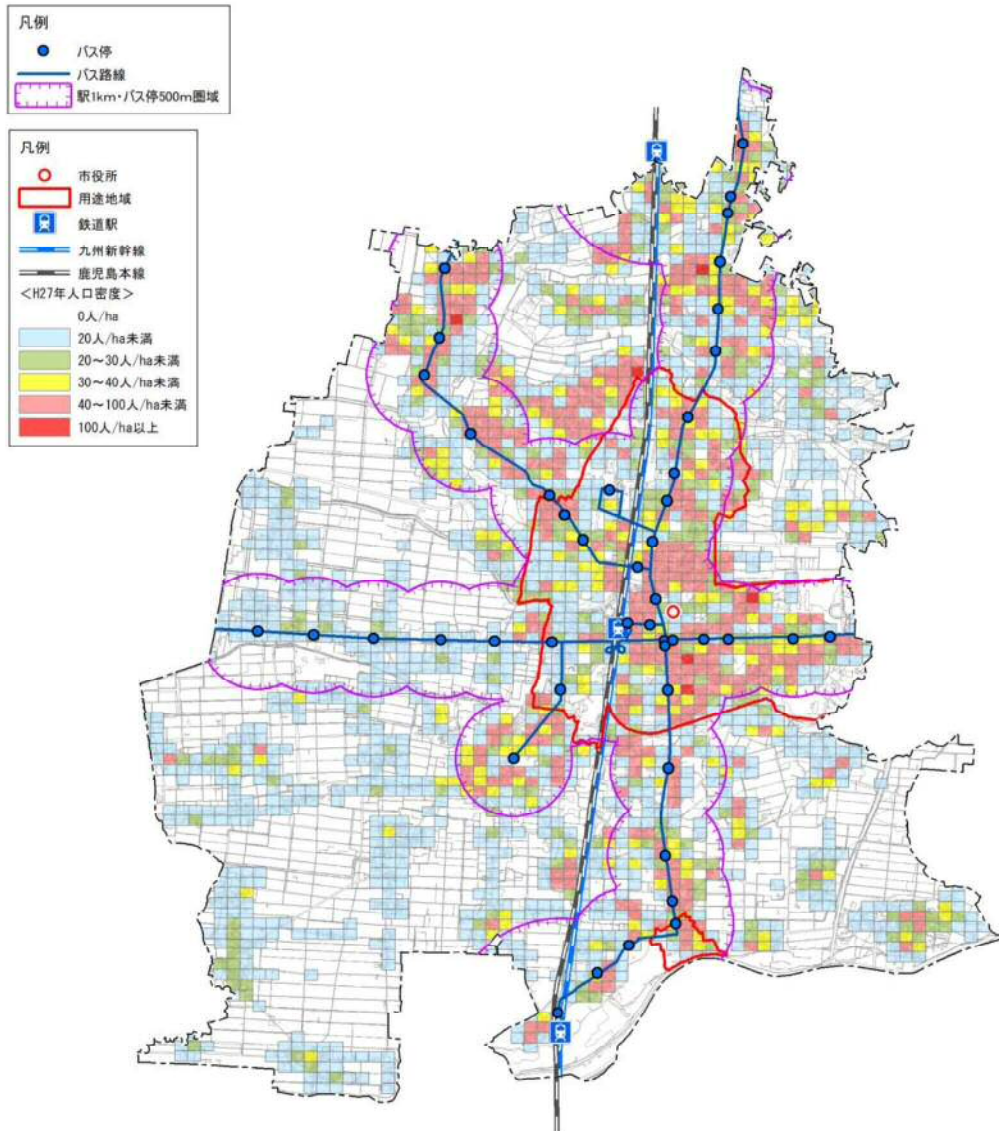 凡例
バス停
バス路線
駅1km・バス停500m圏域
凡例
市役所
用途地域
鉄道駅
九州新幹線
鹿児島本線
<H27年人口密度>
0人/ha
20人/ha未満
20～30人/ha未満
30～40人/ha未満
40～100人/ha未満
100人/ha以上